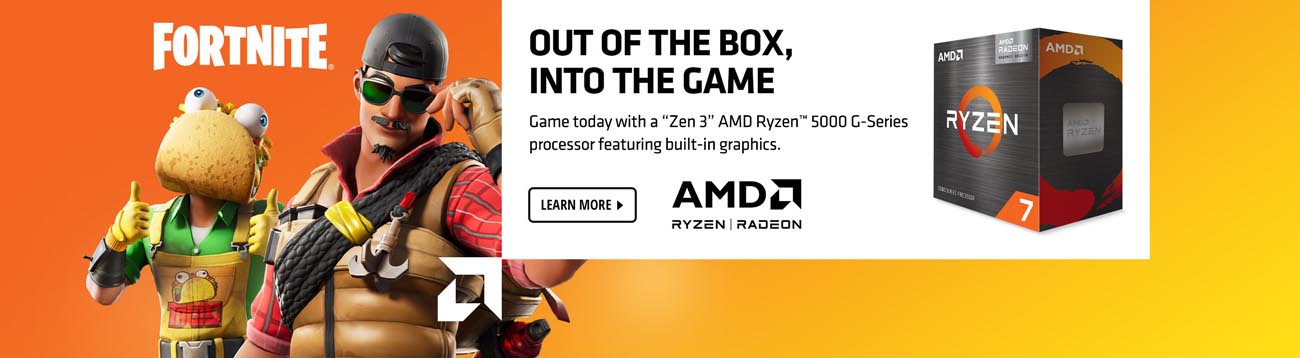 FORTNITE
OUT OF THE BOX,
INTO THE GAME
Game today with a “Zen 3” AMD Ryzen™ 5000 G-Series
processor featuring built-in graphics.
LEARN MORE
AMD
RYZEN | RADEON
AMD
AMD
RADEON
AMD
RYZEN
AMD
RYZEN
7